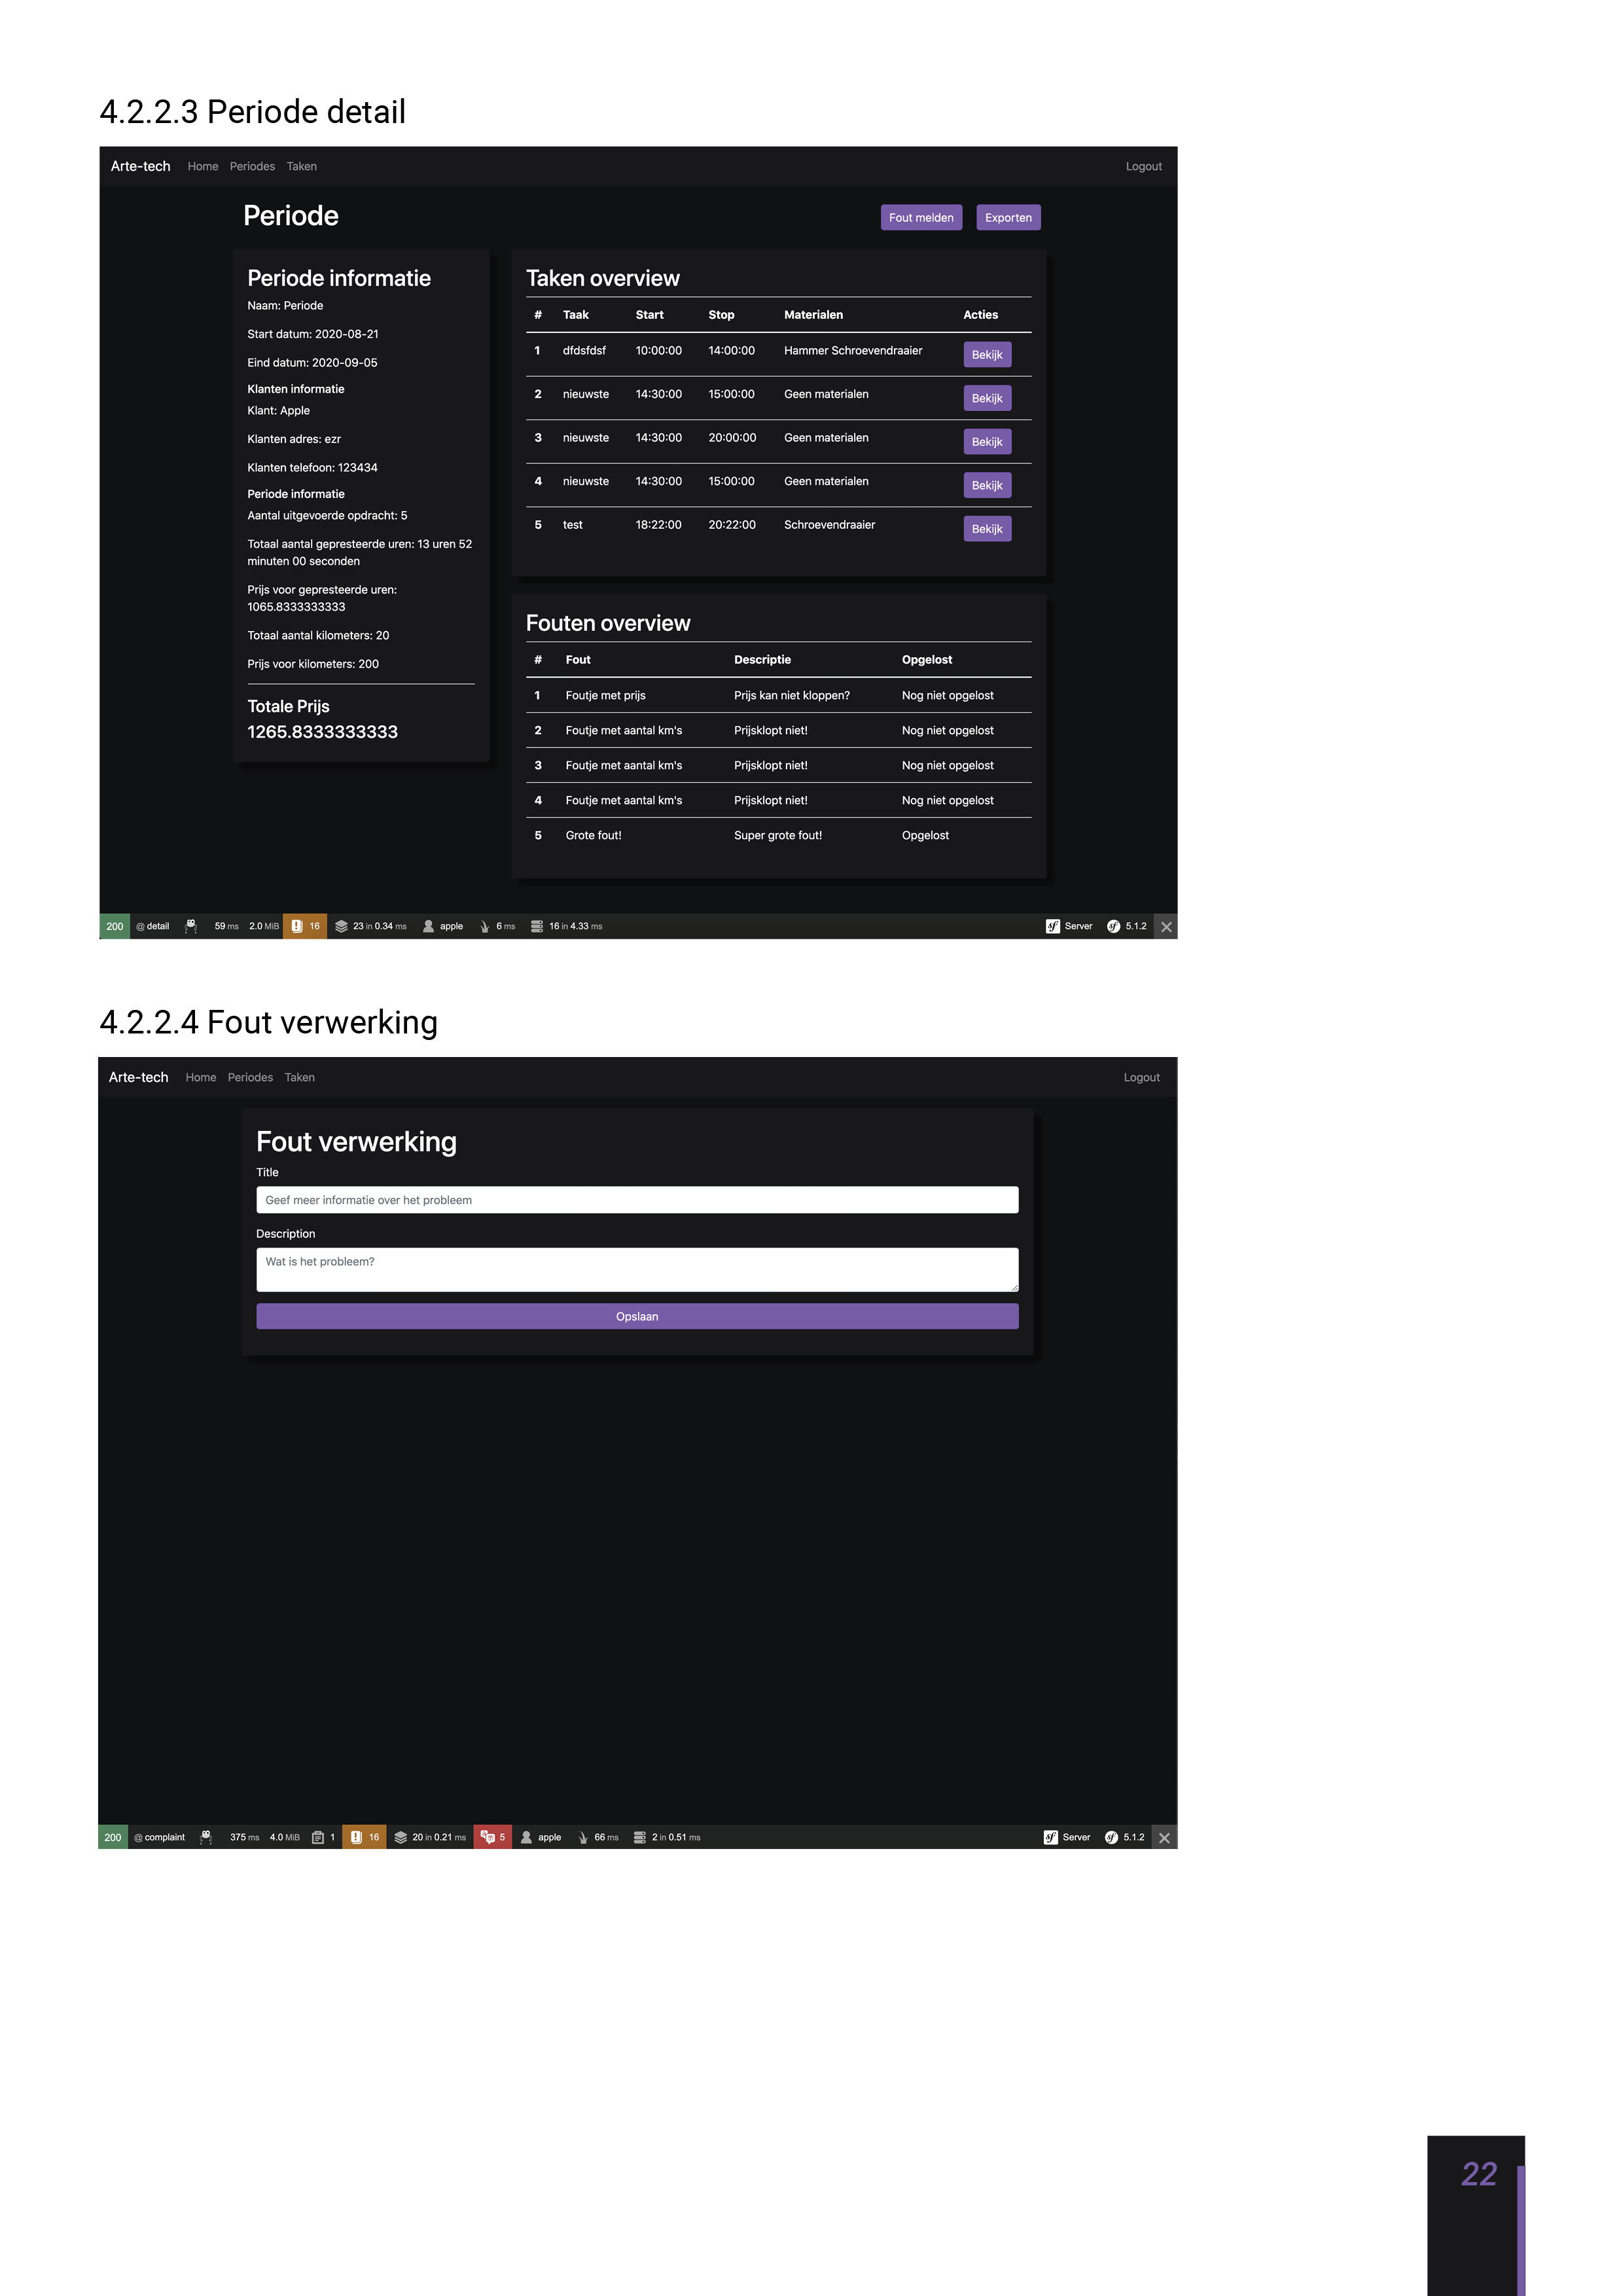 4.2.2.3 Periode detail
Arte-tech Home Periodes Taken Logout
Periode Fout melden Exporten
Periode informatie
Naam: Periode
Start datum: 2020-08-21
Eind datum: 2020-09-05
Klanten informatie
Klant: Apple
Klanten adres: ezr
Klanten telefoon: 123434
Periode informatie
Aantal uitgevoerde opdracht: 5
Totaal aantal gepresteerde uren: 13 uren 52
minuten 00 seconden
Prijs voor gepresteerde uren:
1065.8333333333
Totaal aantal kilometers: 20
Prijs voor kilometers: 200
Totale Prijs
1265.8333333333
Taken overview
# Taak Start Stop Materialen Acties
1 dfdsfdsf 10:00:00 14:00:00 Hammer Schroevendraaier Bekijk
2 nieuwste 14:30:00 15:00:00 Geen materialen Bekijk
3 nieuwste 14:30:00 20:00:00 Geen materialen Bekijk
4 nieuwste 14:30:00 15:00:00 Geen materialen Bekijk
5 test 18:22:00 20:22:00 Schroevendraaier Bekijk
Fouten overview
# Fout Descriptie Opgelost
1 Foutje met prijs Prijs kan niet kloppen? Nog niet opgelost
2 Foutje met aantal km's Prijsklopt niet! Nog niet opgelost
3 Foutje met aantal km's Prijsklopt niet! Nog niet opgelost
4 Foutje met aantal km's Prijsklopt niet! Nog niet opgelost
5 Grote fout! Super grote fout! Opgelost
200 @ detail 59 ms 2.0 MiB 16 23 in 0.34 ms apple 6 ms 16 in 4.33 ms sf Server sf 5.1.2
4.2.2.4 Fout verwerking
Arte-tech Home Periodes Taken Logout
Fout verwerking
Title
Geef meer informatie over het probleem
Description
Wat is het probleem?
Opslaan
200 @ complaint 375 ms 4.0 MiB 1 16 20 in 0.21 ms 5 apple 66 ms 2 in 0.51 ms sf Server sf 5.1.2
22